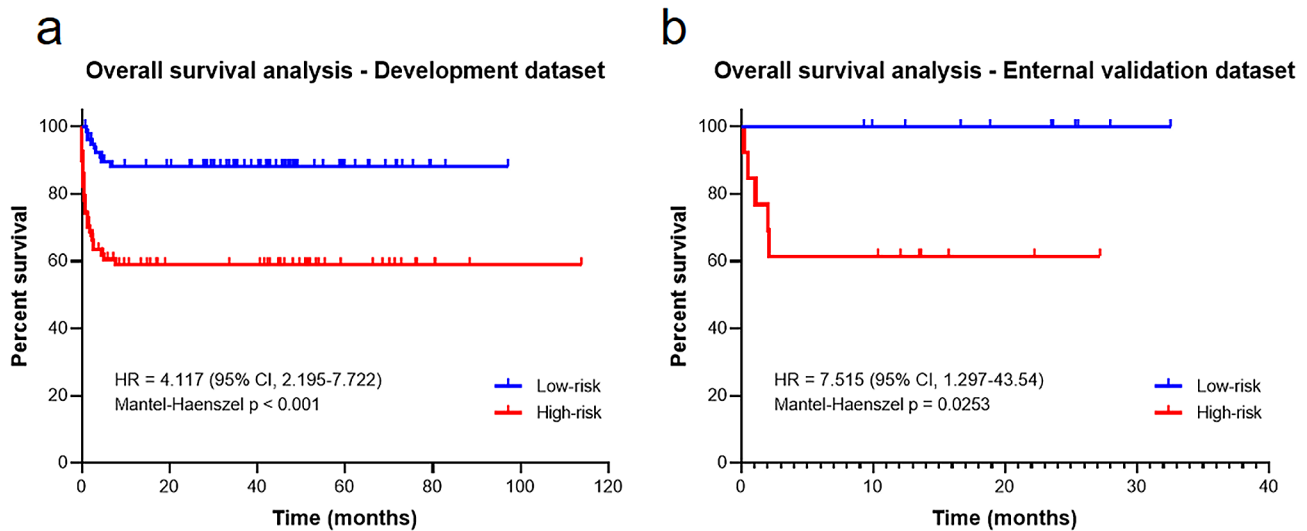 a
Overall survival analysis - Development dataset
Percent survival
100
80
60
40
20
0
HR = 4.117 (95% CI, 2.195-7.722)
Mantel-Haenszel p < 0.001
Low-risk
High-risk
0 20 40 60 80 100 120
Time (months)
b
Overall survival analysis - Enternal validation dataset
Percent survival
100
80
60
40
20
0
HR = 7.515 (95% CI, 1.297-43.54)
Mantel-Haenszel p = 0.0253
Low-risk
High-risk
0 10 20 30 40
Time (months)